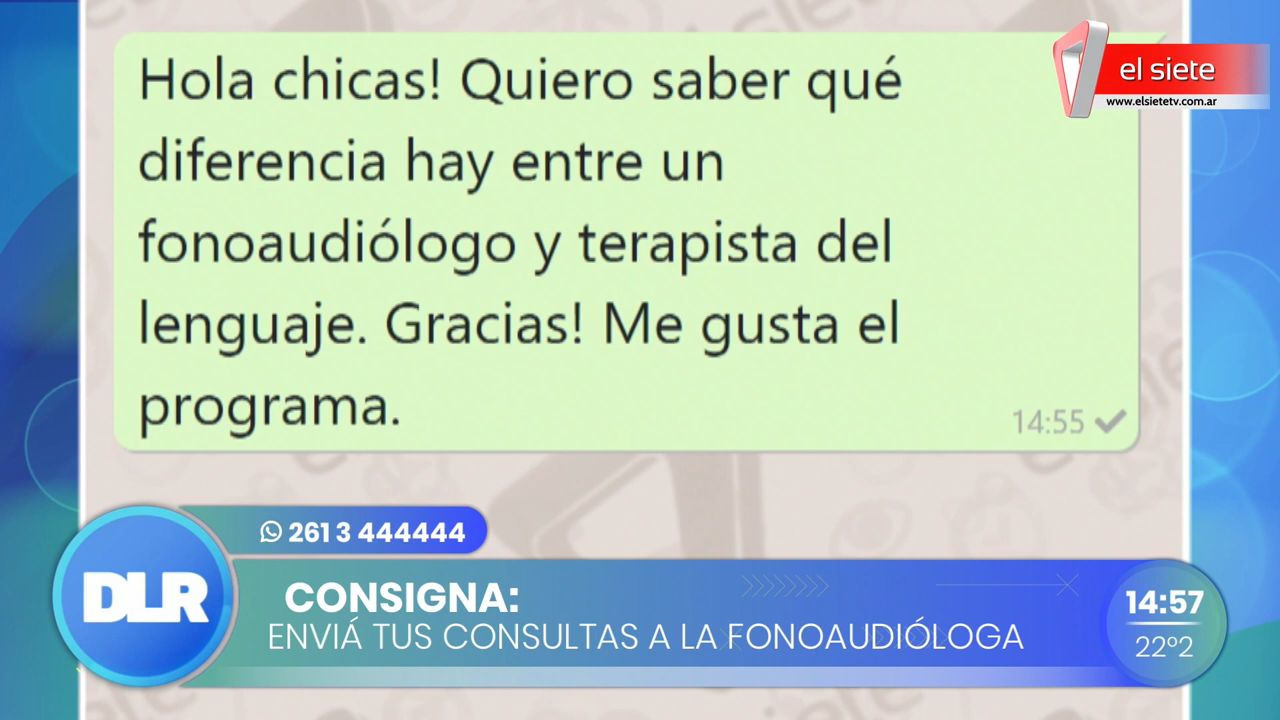 Hola chicas! Quiero saber qué
diferencia hay entre un
fonoaudiólogo y terapista del
lenguaje. Gracias! Me gusta el
programa.
14:55
el siete
www.elsietetv.com.ar
261 3 444444
DLR
CONSIGNA:
ENVIÁ TUS CONSULTAS A LA FONOAUDIÓLOGA
14:57
22º2